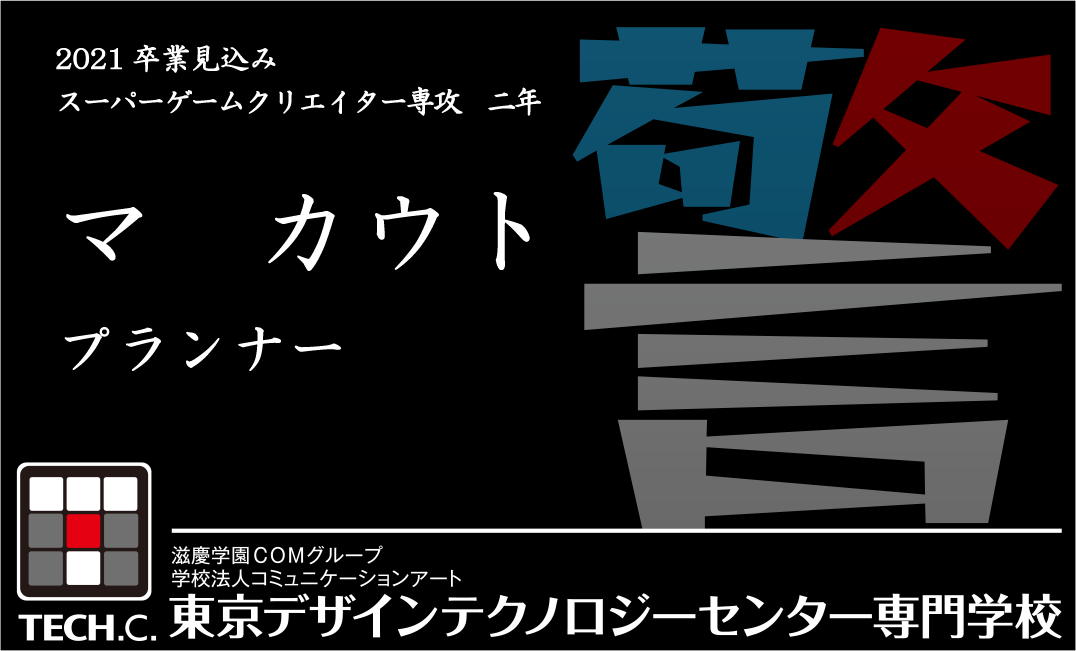 2021 卒業見込み
スーパーゲームクリエイター専攻　二年
マ　カウト
プランナー
警
TECH.C.
滋慶学園COMグループ
学校法人コミュニケーションアート
東京デザインテクノロジーセンター専門学校